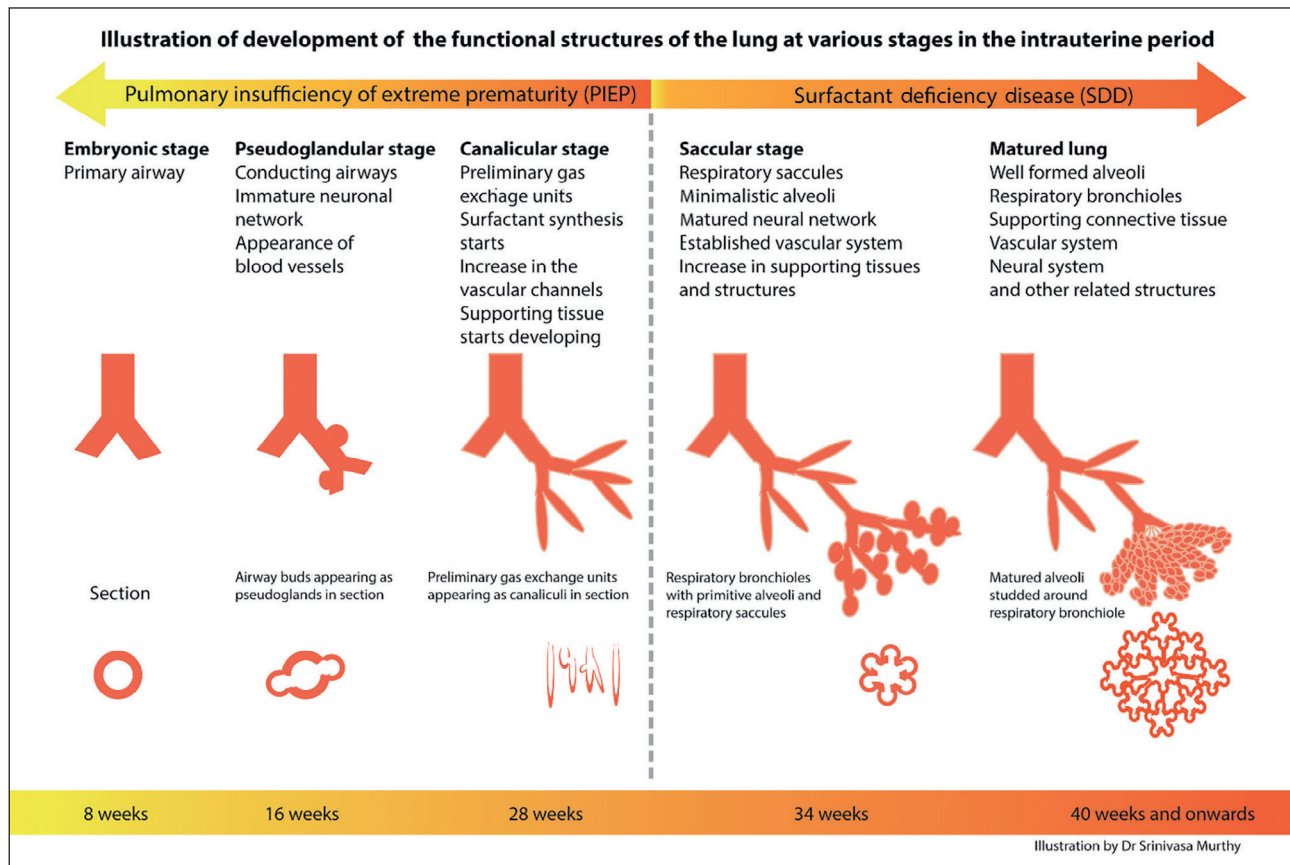 Illustration of development of the functional structures of the lung at various stages in the intrauterine period
Pulmonary insufficiency of extreme prematurity (PIEP)
Surfactant deficiency disease (SDD)
Embryonic stage
Primary airway
Pseudoglandular stage
Conducting airways
Immature neuronal
network
Appearance of
blood vessels
Canalicular stage
Preliminary gas
exchage units
Surfactant synthesis
starts
Increase in the
vascular channels
Supporting tissue
starts developing
Saccular stage
Respiratory saccules
Minimalistic alveoli
Matured neural network
Established vascular system
Increase in supporting tissues
and structures
Matured lung
Well formed alveoli
Respiratory bronchioles
Supporting connective tissue
Vascular system
Neural system
and other related structures
Section
Airway buds appearing as
pseudoglands in section
Preliminary gas exchange units
appearing as canaliculi in section
Respiratory bronchioles
with primitive alveoli and
respiratory saccules
Matured alveoli
studded around
respiratory bronchiole
8 weeks
16 weeks
28 weeks
34 weeks
40 weeks and onwards
Illustration by Dr Srinivasa Murthy